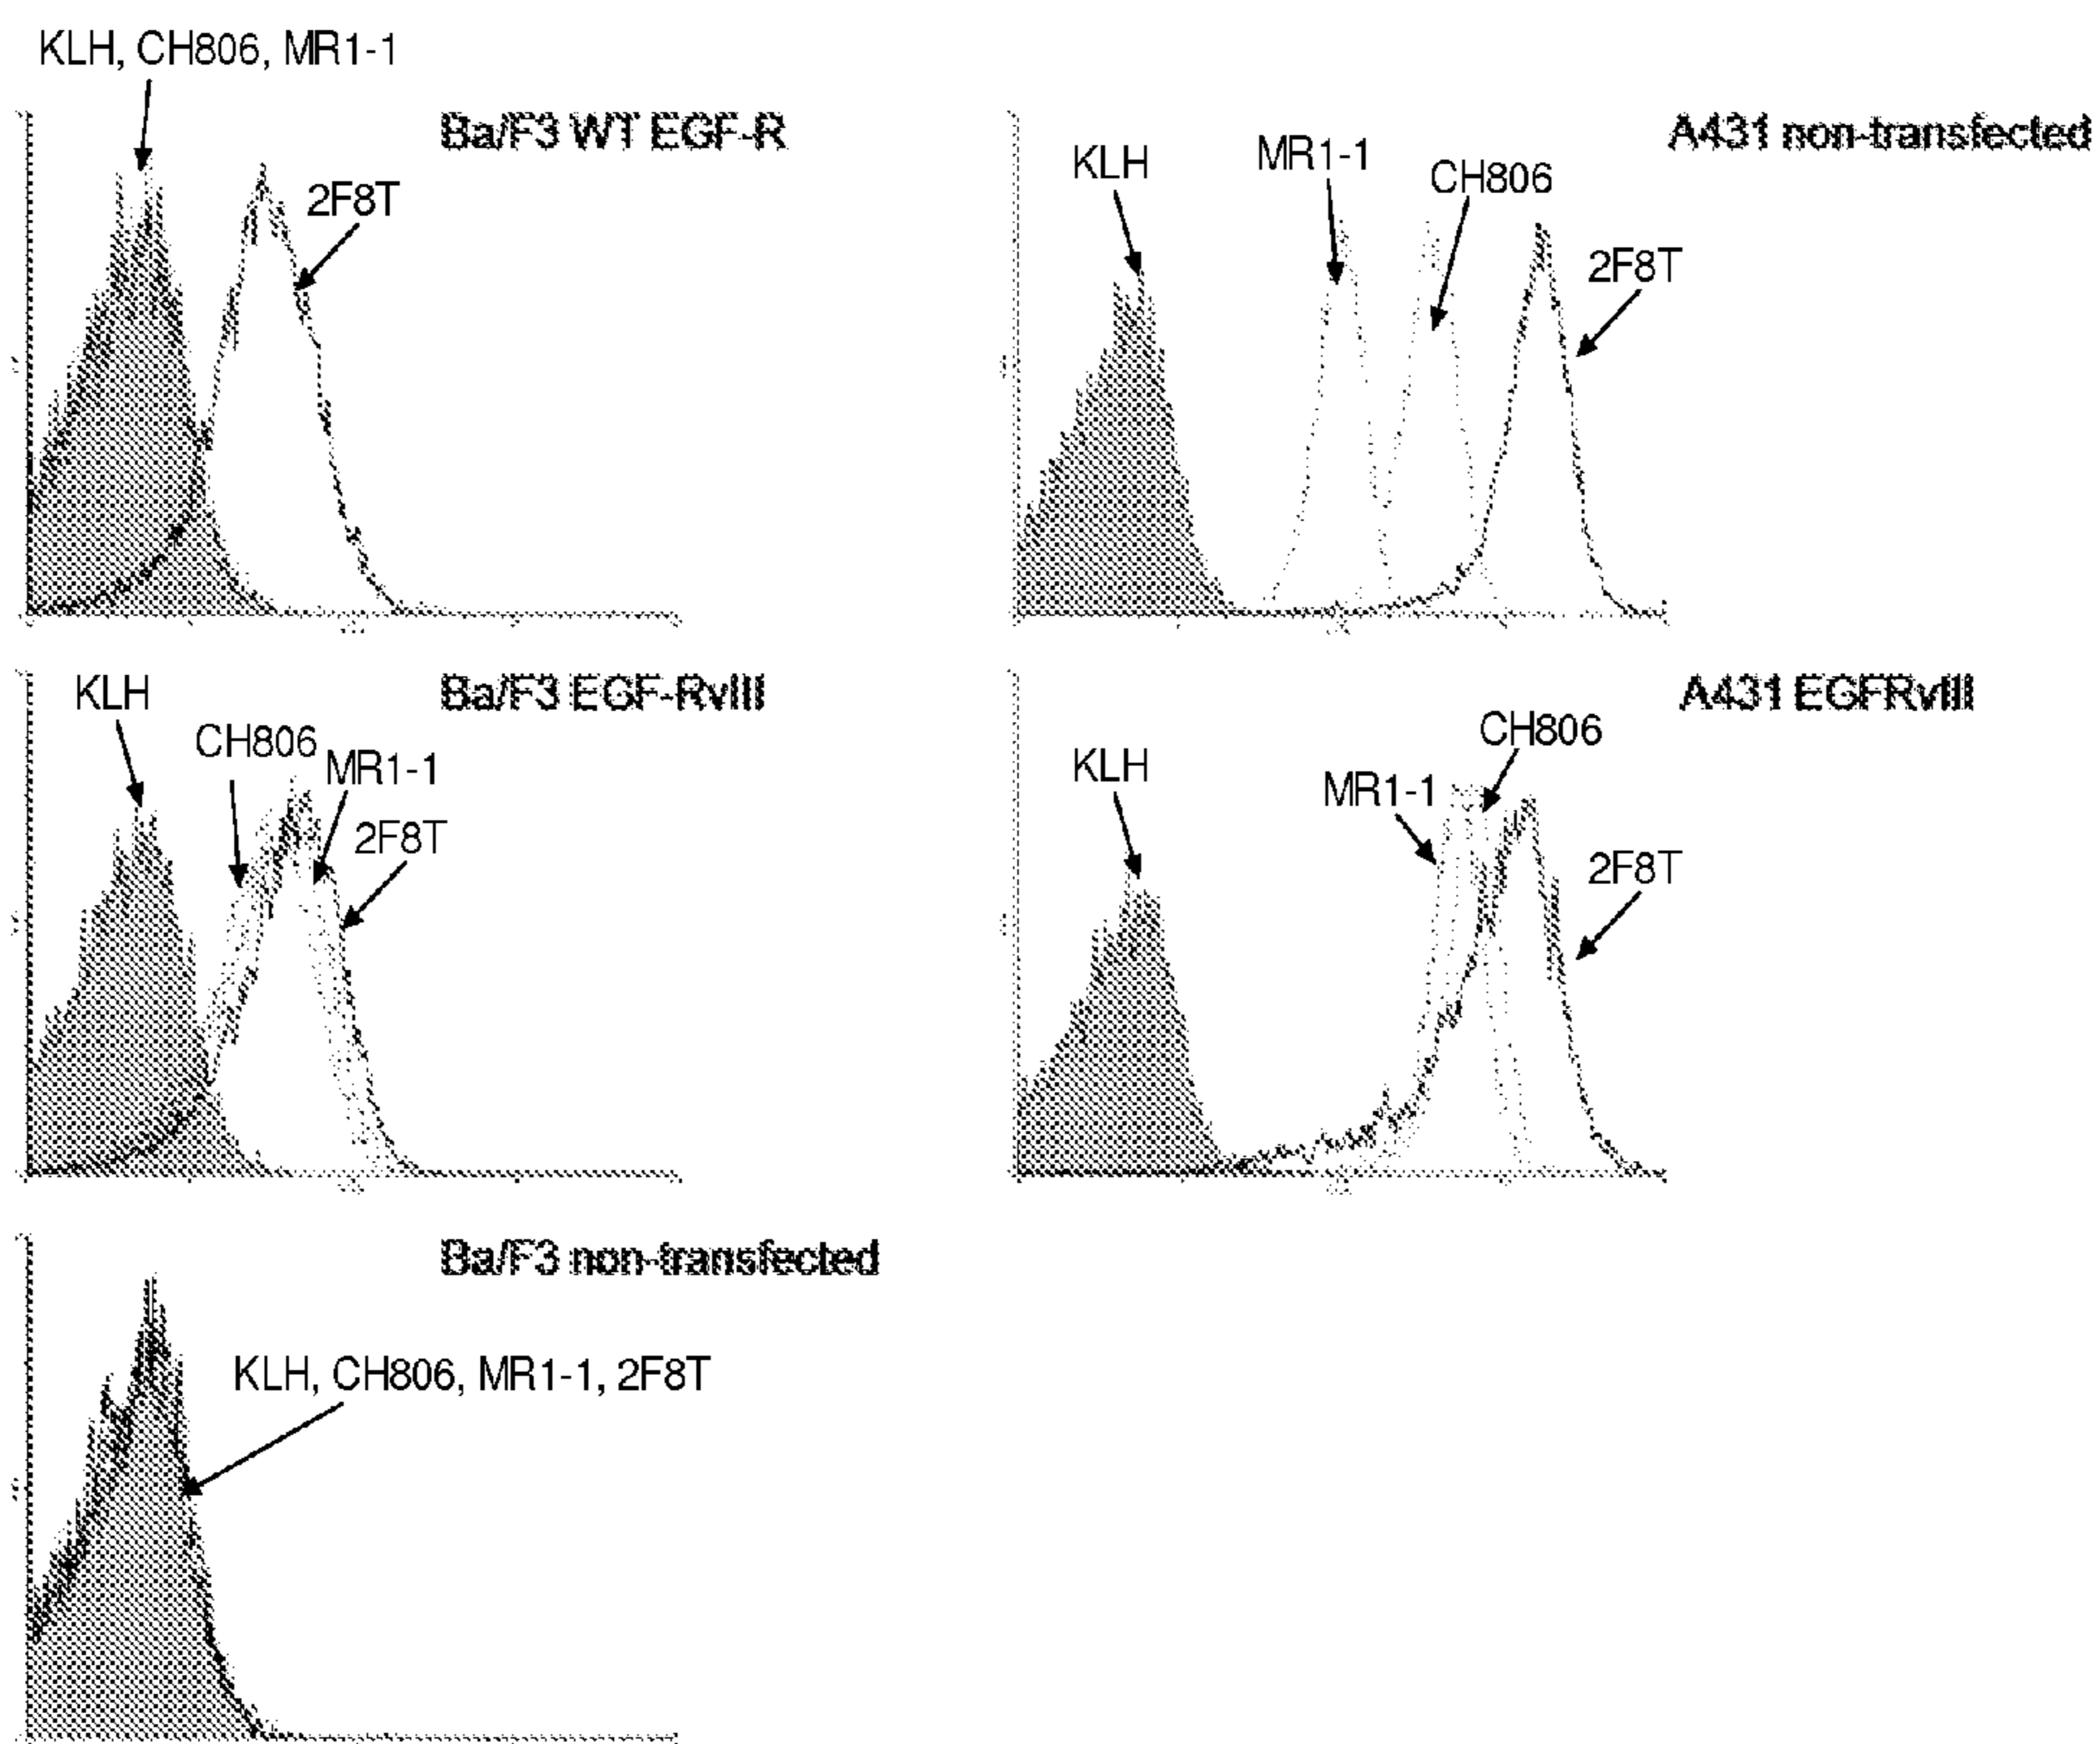 KLH, CH806, MR1-1
Ba/F3 WT EGF-R
2F8T
A431 non-transfected
KLH
MR1-1
CH806
2F8T
Ba/F3 EGF-RvIII
KLH
CH806
MR1-1
2F8T
A431 EGFRvIII
CH806
KLH
MR1-1
2F8T
Ba/F3 non-transfected
KLH, CH806, MR1-1, 2F8T